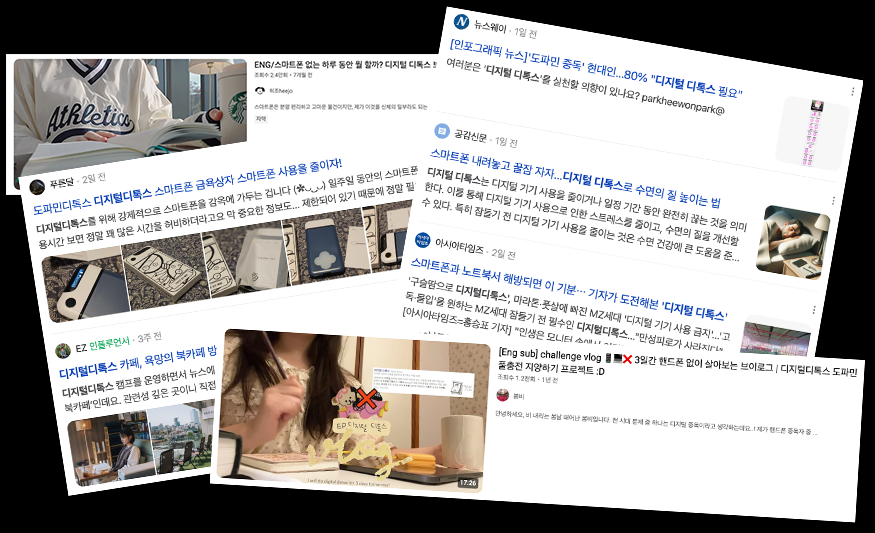 ENG/스마트폰 없는 하루 동안 뭘 할까? 디지털 디톡스
조회수 2.4만회 • 7개월 전
히조heejo
스마트폰은 분명 편리하고 고마운 물건이지만, 제가 이것을 신체의 일부라도 되는
자막
Athletics
푸른달 · 2일 전
도파민디톡스 디지털디톡스 스마트폰 금욕상자 스마트폰 사용을 줄이자!
디지털디톡스를 위해 강제적으로 스마트폰을 감옥에 가두는 겁니다 일주일 동안의 스마트폰
용시간 보면 정말 꽤 많은 시간을 허비하더라고요 막 중요한 정보도... 제한되어 있기 때문에 정말 필
EZ 인플루언서 · 3주 전
디지털디톡스 카페, 욕망의 북카페 방
디지털디톡스 캠프를 운영하면서 뉴스에
북카페'인데요. 관련성 깊은 곳이니 직접
N 뉴스웨이 · 1일 전
[인포그래픽 뉴스]'도파민 중독' 현대인...80% "디지털 디톡스 필요"
여러분은 '디지털 디톡스'을 실천할 의향이 있나요? parkheewonpark@
공감신문 · 1일 전
스마트폰 내려놓고 꿀잠 자자...디지털 디톡스로 수면의 질 높이는 법
디지털 디톡스는 디지털 기기 사용을 줄이거나 일정 기간 동안 완전히 끊는 것을 의미
한다. 이를 통해 디지털 기기 사용으로 인한 스트레스를 줄이고, 수면의 질을 개선할
수 있다. 특히 잠들기 전 디지털 기기 사용을 줄이는 것은 수면 건강에 큰 도움을 준...
아시아타임즈 · 2일 전
스마트폰과 노트북서 해방되면 이 기분… 기자가 도전해본 '디지털 디톡스'
'구슬땀으로 디지털디톡스', 마라톤·풋살에 빠진 MZ세대 '디지털 기기 사용 금지'...'고
독·몰입'을 원하는 MZ세대 잠들기 전 필수인 디지털디톡스..."만성피로가 사라지다"
[아시아타임즈=홍승표 기자] "인생은 모니터 속에서
EP 디지털 디톡스
vlog
17:26
[Eng sub] challenge vlog 📱💻❌ 3일간 핸드폰 없이 살아보는 브이로그 | 디지털디톡스 도파민
풀충전 지양하기 프로젝트 :D
조회수 1.2천회 • 1년 전
봄비
안녕하세요, 비 내리는 봄날 태어난 봄비입니다. 현 시대 문제 중 하나는 디지털 중독이라고 생각하는데요..! 제가 핸드폰 중독자 중 ...